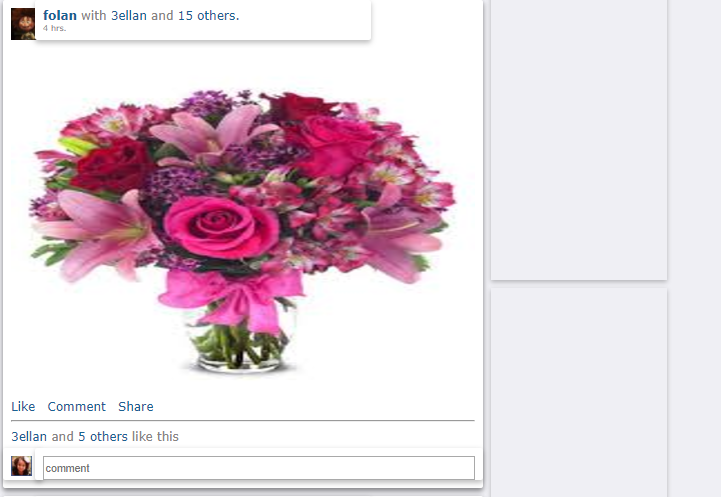 folan with 3ellan and 15 others.
4 hrs.
Like Comment Share
3ellan and 5 others like this
comment